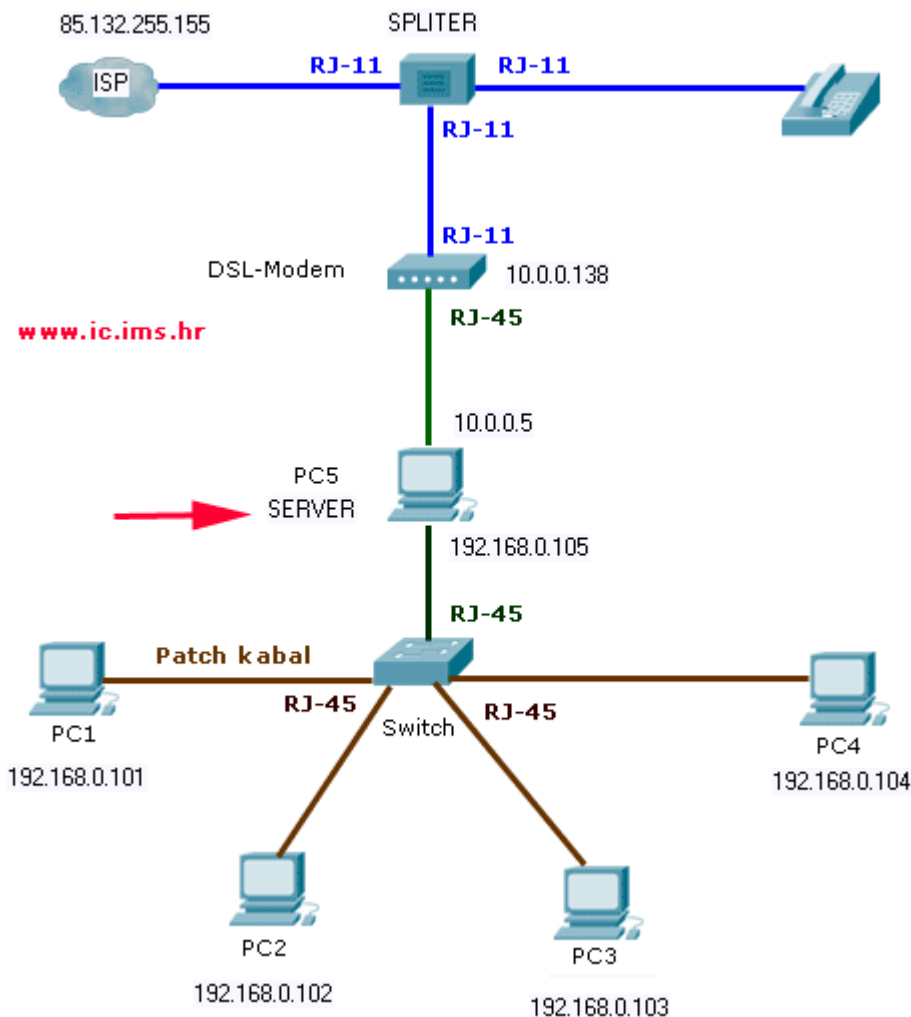 85.132.255.155
SPLITER
ISP
RJ-11
RJ-11
RJ-11
RJ-11
DSL-Modem
10.0.0.138
RJ-45
www.ic.ims.hr
10.0.0.5
PC5
SERVER
192.168.0.105
RJ-45
Patch kabal
RJ-45
RJ-45
Switch
PC1
192.168.0.101
PC4
192.168.0.104
PC2
192.168.0.102
PC3
192.168.0.103